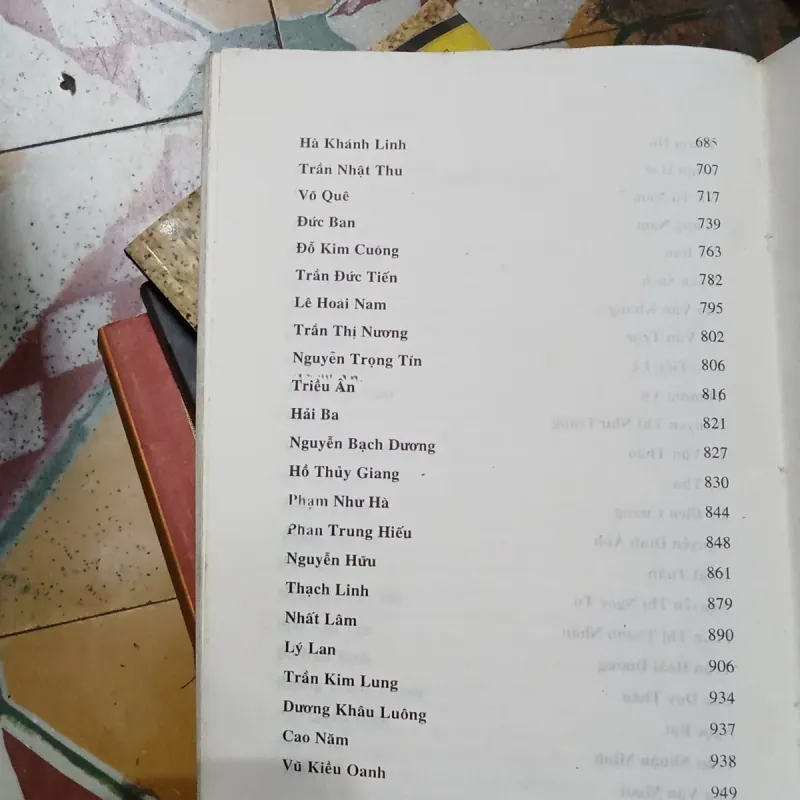 Hà Khánh Linh 685
Trần Nhật Thu 707
Võ Quê 717
Đức Ban 739
Đỗ Kim Cuông 763
Trần Đức Tiến 782
Lê Hoài Nam 795
Trần Thị Nương 802
Nguyễn Trọng Tín 806
Triều Ân 816
Hải Ba 821
Nguyễn Bạch Dương 827
Hồ Thủy Giang 830
Phạm Như Hà 844
Phan Trung Hiếu 848
Nguyễn Hữu 861
Thạch Linh 879
Nhất Lâm 890
Lý Lan 906
Trần Kim Lung 934
Dương Khâu Luông 937
Cao Năm 938
Vũ Kiều Oanh 949